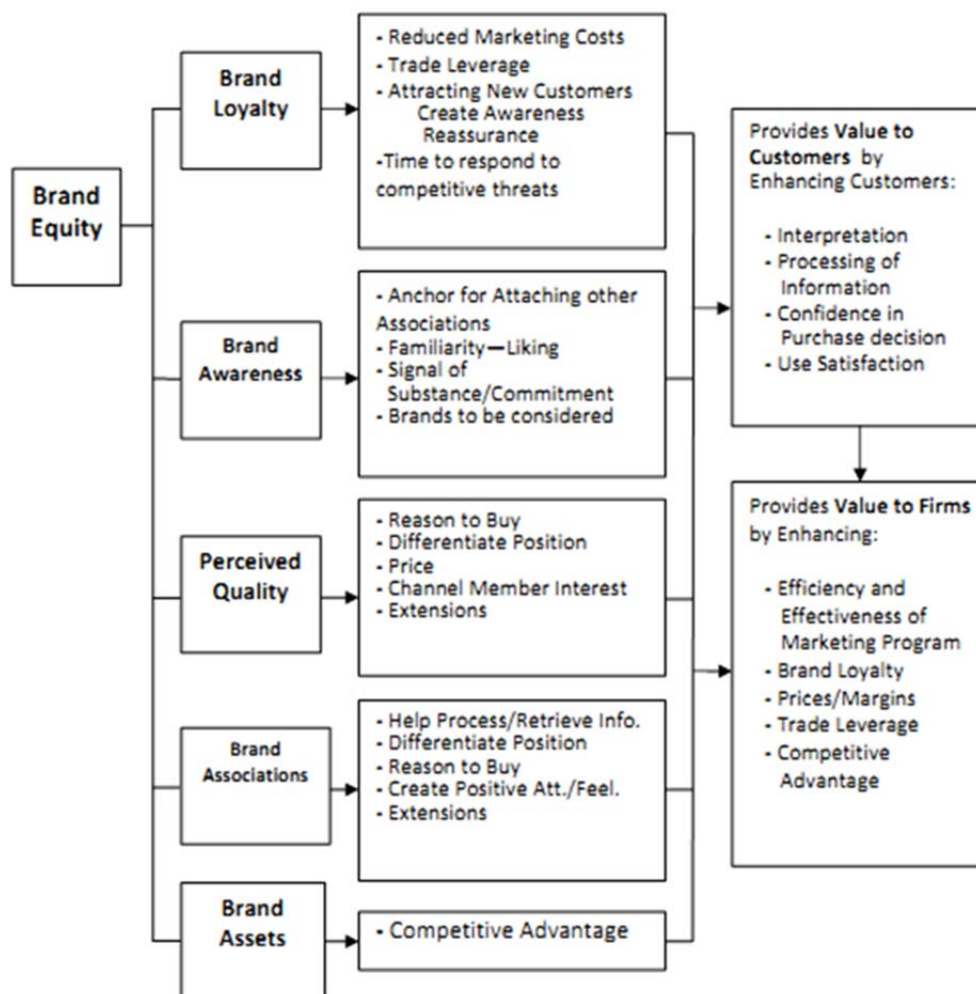 Brand
Equity
Brand
Loyalty
- Reduced Marketing Costs
- Trade Leverage
- Attracting New Customers
Create Awareness
Reassurance
-Time to respond to
competitive threats
Brand
Awareness
- Anchor for Attaching other
Associations
- Familiarity—Liking
- Signal of
Substance/Commitment
- Brands to be considered
Perceived
Quality
- Reason to Buy
- Differentiate Position
- Price
- Channel Member Interest
- Extensions
Brand
Associations
- Help Process/Retrieve Info.
- Differentiate Position
- Reason to Buy
- Create Positive Att./Feel.
- Extensions
Brand
Assets
- Competitive Advantage
Provides Value to
Customers by
Enhancing Customers:
- Interpretation
- Processing of
Information
- Confidence in
Purchase decision
- Use Satisfaction
Provides Value to Firms
by Enhancing:
- Efficiency and
Effectiveness of
Marketing Program
- Brand Loyalty
- Prices/Margins
- Trade Leverage
- Competitive
Advantage